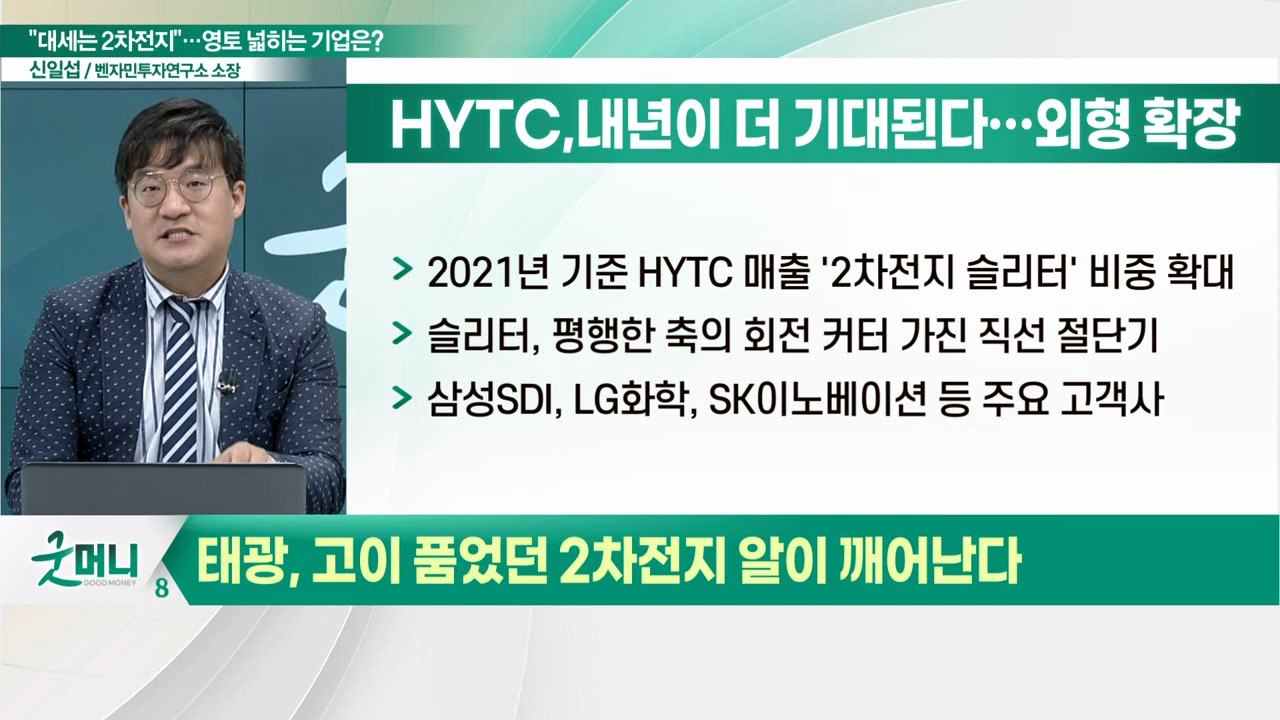 "대세는 2차전지"…영토 넓히는 기업은?
신일섭 / 벤자민투자연구소 소장
HYTC,내년이 더 기대된다…외형 확장
> 2021년 기준 HYTC 매출 '2차전지 슬리터' 비중 확대
> 슬리터, 평행한 축의 회전 커터 가진 직선 절단기
> 삼성SDI, LG화학, SK이노베이션 등 주요 고객사
굿머니
GOOD MONEY
8
태광, 고이 품었던 2차전지 알이 깨어난다